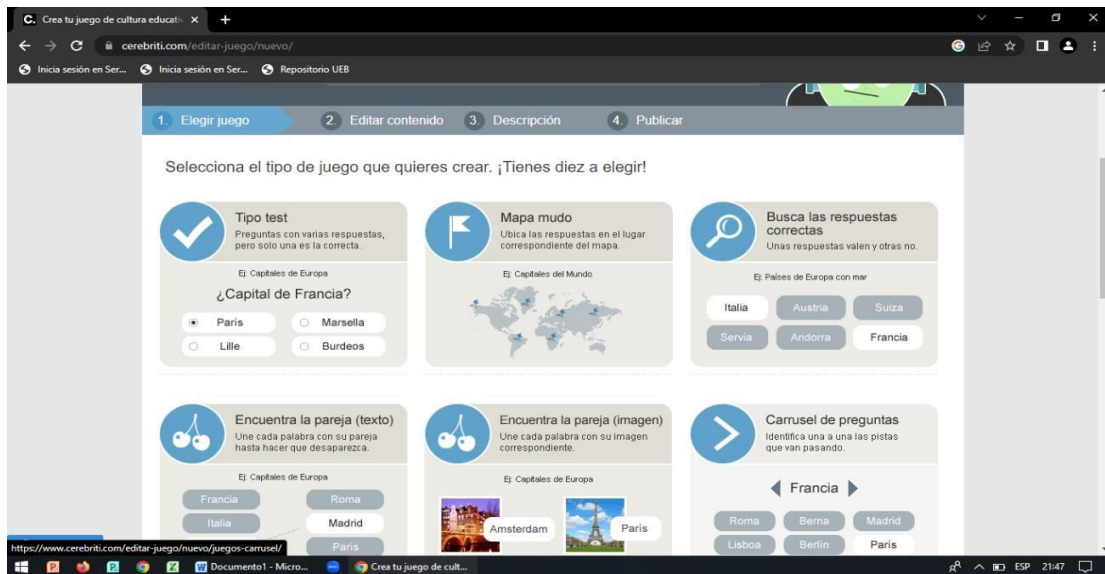 C. Crea tu juego de cultura educati
cerebriti.com/editar-juego/nuevo/
Inicia sesión en Ser... Inicia sesión en Ser... Repositorio UEB
1. Elegir juego 2. Editar contenido 3. Descripción 4. Publicar
Selecciona el tipo de juego que quieres crear. ¡Tienes diez a elegir!
Tipo test
Preguntas con varias respuestas,
pero solo una es la correcta.
Ej: Capitales de Europa
¿Capital de Francia?
París Marsella
Lille Burdeos
Mapa mudo
Ubica las respuestas en el lugar
correspondiente del mapa.
Ej: Capitales del Mundo
Busca las respuestas
correctas
Unas respuestas valen y otras no.
Ej: Países de Europa con mar
Italia Austria Suiza
Servia Andorra Francia
Encuentra la pareja (texto)
Une cada palabra con su pareja
hasta hacer que desaparezca.
Ej: Capitales de Europa
Francia Roma
Italia Madrid
París
Encuentra la pareja (imagen)
Une cada palabra con su imagen
correspondiente.
Ej: Capitales de Europa
Amsterdam París
Carrusel de preguntas
Identifica una a una las pistas
que van pasando.
Francia
Roma Berna Madrid
Lisboa Berlín París
https://www.cerebriti.com/editar-juego/nuevo/juegos-carrusel/
Documento1 - Micro... Crea tu juego de cult... ESP 21:47